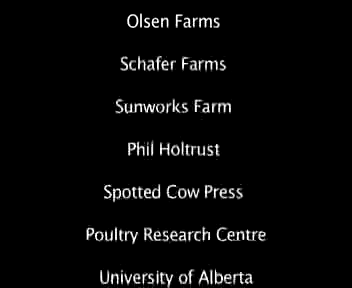 Olsen Farms
Schafer Farms
Sunworks Farm
Phil Holtrust
Spotted Cow Press
Poultry Research Centre
University of Alberta